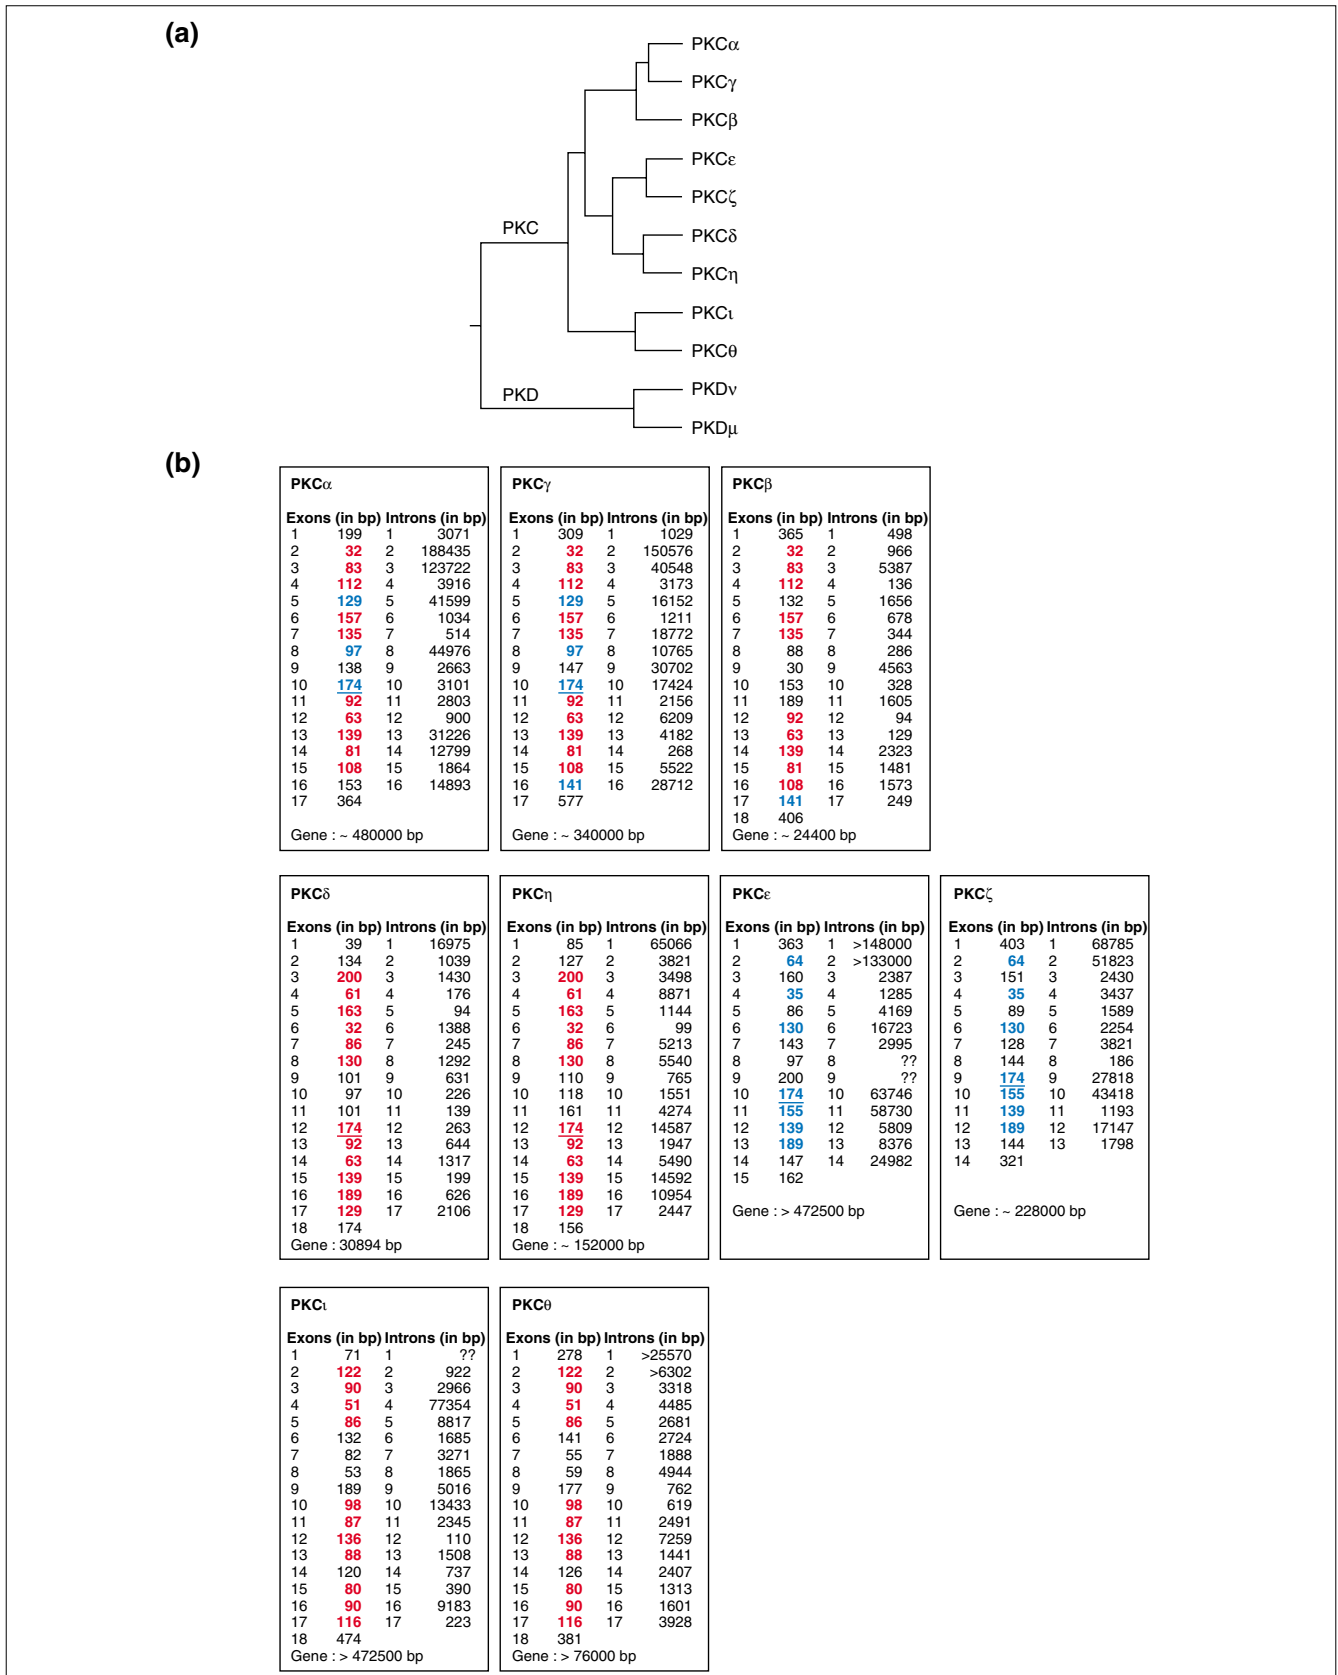 (a)
PKCα
PKCγ
PKCβ
PKCε
PKCζ
PKC
PKCδ
PKCη
PKCι
PKCθ
PKD
PKDν
PKDμ
(b)
PKCα
Exons (in bp) Introns (in bp)
1 199 1 3071
2 32 2 188435
3 83 3 123722
4 112 4 3916
5 129 5 41599
6 157 6 1034
7 135 7 514
8 97 8 44976
9 138 9 2663
10 174 10 3101
11 92 11 2803
12 63 12 900
13 139 13 31226
14 81 14 12799
15 108 15 1864
16 153 16 14893
17 364
Gene : ~ 480000 bp
PKCγ
Exons (in bp) Introns (in bp)
1 309 1 1029
2 32 2 150576
3 83 3 40548
4 112 4 3173
5 129 5 16152
6 157 6 1211
7 135 7 18772
8 97 8 10765
9 147 9 30702
10 174 10 17424
11 92 11 2156
12 63 12 6209
13 139 13 4182
14 81 14 268
15 108 15 5522
16 141 16 28712
17 577
Gene : ~ 340000 bp
PKCβ
Exons (in bp) Introns (in bp)
1 365 1 498
2 32 2 966
3 83 3 5387
4 112 4 136
5 132 5 1656
6 157 6 678
7 135 7 344
8 88 8 286
9 30 9 4563
10 153 10 328
11 189 11 1605
12 92 12 94
13 63 13 129
14 139 14 2323
15 81 15 1481
16 108 16 1573
17 141 17 249
18 406
Gene : ~ 24400 bp
PKCδ
Exons (in bp) Introns (in bp)
1 39 1 16975
2 134 2 1039
3 200 3 1430
4 61 4 176
5 163 5 94
6 32 6 1388
7 86 7 245
8 130 8 1292
9 101 9 631
10 97 10 226
11 101 11 139
12 174 12 263
13 92 13 644
14 63 14 1317
15 139 15 199
16 189 16 626
17 129 17 2106
18 174
Gene : 30894 bp
PKCη
Exons (in bp) Introns (in bp)
1 85 1 65066
2 127 2 3821
3 200 3 3498
4 61 4 8871
5 163 5 1144
6 32 6 99
7 86 7 5213
8 130 8 5540
9 110 9 765
10 118 10 1551
11 161 11 4274
12 174 12 14587
13 92 13 1947
14 63 14 5490
15 139 15 14592
16 189 16 10954
17 129 17 2447
18 156
Gene : ~ 152000 bp
PKCε
Exons (in bp) Introns (in bp)
1 363 1 >148000
2 64 2 >133000
3 160 3 2387
4 35 4 1285
5 86 5 4169
6 130 6 16723
7 143 7 2995
8 97 8 ??
9 200 9 ??
10 174 10 63746
11 155 11 58730
12 139 12 5809
13 189 13 8376
14 147 14 24982
15 162
Gene : > 472500 bp
PKCζ
Exons (in bp) Introns (in bp)
1 403 1 68785
2 64 2 51823
3 151 3 2430
4 35 4 3437
5 89 5 1589
6 130 6 2254
7 128 7 3821
8 144 8 186
9 174 9 27818
10 155 10 43418
11 139 11 1193
12 189 12 17147
13 144 13 1798
14 321
Gene : ~ 228000 bp
PKCι
Exons (in bp) Introns (in bp)
1 71 1 ??
2 122 2 922
3 90 3 2966
4 51 4 77354
5 86 5 8817
6 132 6 1685
7 82 7 3271
8 53 8 1865
9 189 9 5016
10 98 10 13433
11 87 11 2345
12 136 12 110
13 88 13 1508
14 120 14 737
15 80 15 390
16 90 16 9183
17 116 17 223
18 474
Gene : > 472500 bp
PKCθ
Exons (in bp) Introns (in bp)
1 278 1 >25570
2 122 2 >6302
3 90 3 3318
4 51 4 4485
5 86 5 2681
6 141 6 2724
7 55 7 1888
8 59 8 4944
9 177 9 762
10 98 10 619
11 87 11 2491
12 136 12 7259
13 88 13 1441
14 126 14 2407
15 80 15 1313
16 90 16 1601
17 116 17 3928
18 381
Gene : > 76000 bp